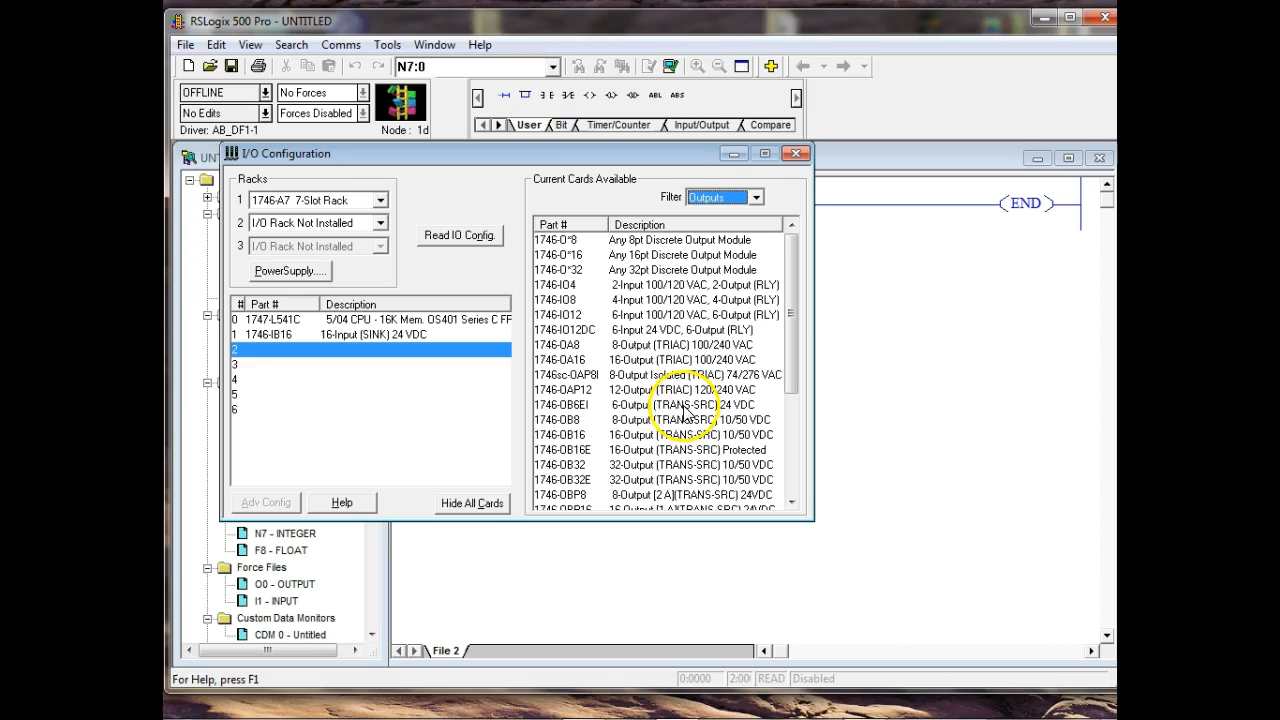 RSLogix 500 Pro - UNTITLED
File Edit View Search Comms Tools Window Help
N7:0
OFFLINE No Forces
No Edits Forces Disabled
Driver: AB_DF1-1 Node : 1d
ABL ABS
User Bit Timer/Counter Input/Output Compare
UNT
I/O Configuration
Racks
1 1746-A7 7-Slot Rack
2 I/O Rack Not Installed
3 I/O Rack Not Installed
PowerSupply.....
Read IO Config.
# Part # Description
0 1747-L541C 5/04 CPU - 16K Mem. OS401 Series C FF
1 1746-IB16 16-Input (SINK) 24 VDC
2
3
4
5
6
Adv Config Help Hide All Cards
Current Cards Available
Filter Outputs
Part # Description
1746-O*8 Any 8pt Discrete Output Module
1746-O*16 Any 16pt Discrete Output Module
1746-O*32 Any 32pt Discrete Output Module
1746-IO4 2-Input 100/120 VAC, 2-Output (RLY)
1746-IO8 4-Input 100/120 VAC, 4-Output (RLY)
1746-IO12 6-Input 100/120 VAC, 6-Output (RLY)
1746-IO12DC 6-Input 24 VDC, 6-Output (RLY)
1746-OA8 8-Output (TRIAC) 100/240 VAC
1746-OA16 16-Output (TRIAC) 100/240 VAC
1746sc-OAP8I 8-Output Isolated (TRIAC) 74/276 VAC
1746-OAP12 12-Output (TRIAC) 120/240 VAC
1746-OB6EI 6-Output (TRANS-SRC) 24 VDC
1746-OB8 8-Output (TRANS-SRC) 10/50 VDC
1746-OB16 16-Output (TRANS-SRC) 10/50 VDC
1746-OB16E 16-Output (TRANS-SRC) Protected
1746-OB32 32-Output (TRANS-SRC) 10/50 VDC
1746-OB32E 32-Output (TRANS-SRC) 10/50 VDC
1746-OBP8 8-Output [2 A](TRANS-SRC) 24VDC
1746-OBP16 16-Output [1 A](TRANS-SRC) 24VDC
END
N7 - INTEGER
F8 - FLOAT
Force Files
O0 - OUTPUT
I1 - INPUT
Custom Data Monitors
CDM 0 - Untitled
File 2
For Help, press F1
0:0000 2:00 READ Disabled